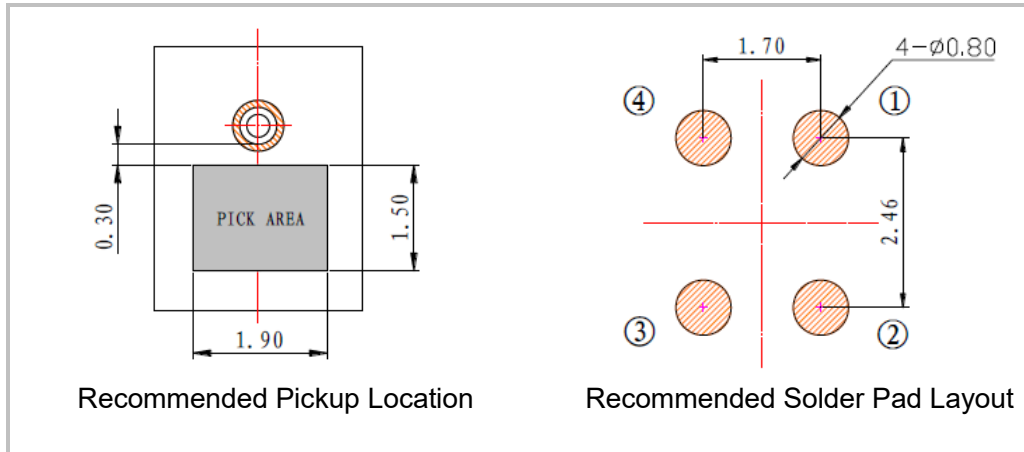 0.30
PICK AREA
1.50
1.90
Recommended Pickup Location
1.70
4-Ø0.80
④
①
2.46
③
②
Recommended Solder Pad Layout